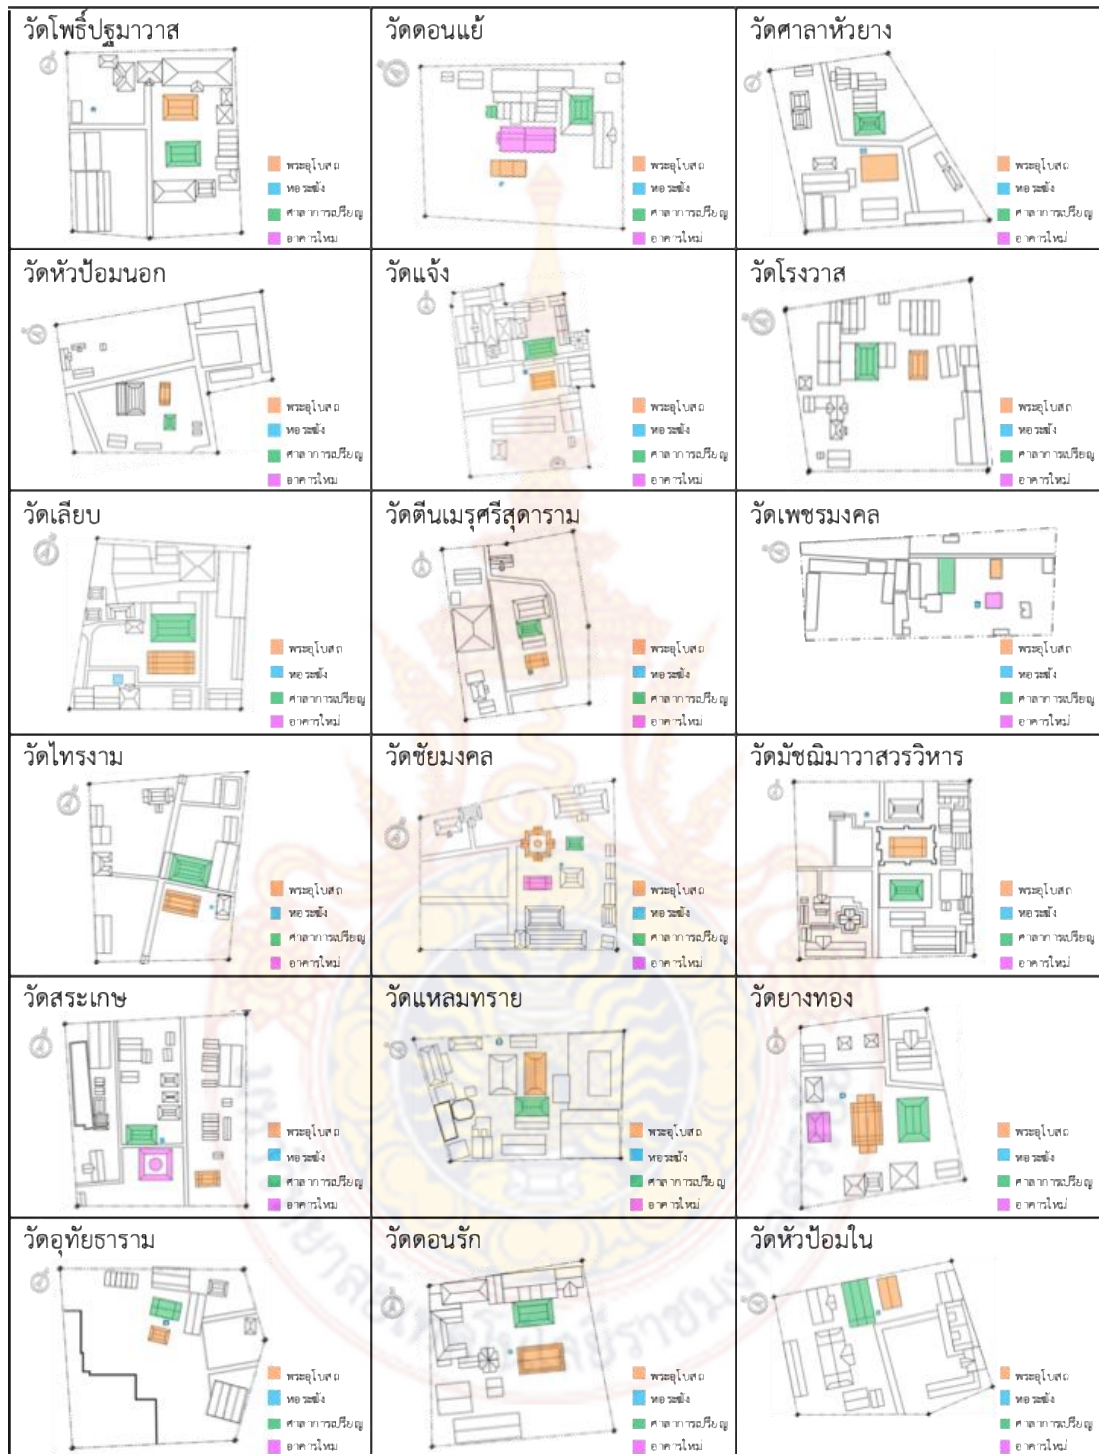 วัดโพธิ์ปฐมาวาส
พระอุโบสถ
หอระฆัง
ศาลาการเปรียญ
อาคารใหม่
วัดดอนแย้
พระอุโบสถ
หอระฆัง
ศาลาการเปรียญ
อาคารใหม่
วัดศาลาหัวยาง
พระอุโบสถ
หอระฆัง
ศาลาการเปรียญ
อาคารใหม่
วัดหัวป้อมนอก
พระอุโบสถ
หอระฆัง
ศาลาการเปรียญ
อาคารใหม่
วัดแจ้ง
พระอุโบสถ
หอระฆัง
ศาลาการเปรียญ
อาคารใหม่
วัดโรงวาส
พระอุโบสถ
หอระฆัง
ศาลาการเปรียญ
อาคารใหม่
วัดเลียบ
พระอุโบสถ
หอระฆัง
ศาลาการเปรียญ
อาคารใหม่
วัดตีนเมรุศรีสุดาราม
พระอุโบสถ
หอระฆัง
ศาลาการเปรียญ
อาคารใหม่
วัดเพชรมงคล
พระอุโบสถ
หอระฆัง
ศาลาการเปรียญ
อาคารใหม่
วัดไทรงาม
พระอุโบสถ
หอระฆัง
ศาลาการเปรียญ
อาคารใหม่
วัดชัยมงคล
พระอุโบสถ
หอระฆัง
ศาลาการเปรียญ
อาคารใหม่
วัดมัชฌิมาวาสวรวิหาร
พระอุโบสถ
หอระฆัง
ศาลาการเปรียญ
อาคารใหม่
วัดสระเกษ
พระอุโบสถ
หอระฆัง
ศาลาการเปรียญ
อาคารใหม่
วัดแหลมทราย
พระอุโบสถ
หอระฆัง
ศาลาการเปรียญ
อาคารใหม่
วัดยางทอง
พระอุโบสถ
หอระฆัง
ศาลาการเปรียญ
อาคารใหม่
วัดอุทัยธาราม
พระอุโบสถ
หอระฆัง
ศาลาการเปรียญ
อาคารใหม่
วัดดอนรัก
พระอุโบสถ
หอระฆัง
ศาลาการเปรียญ
อาคารใหม่
วัดหัวป้อมใน
พระอุโบสถ
หอระฆัง
ศาลาการเปรียญ
อาคารใหม่